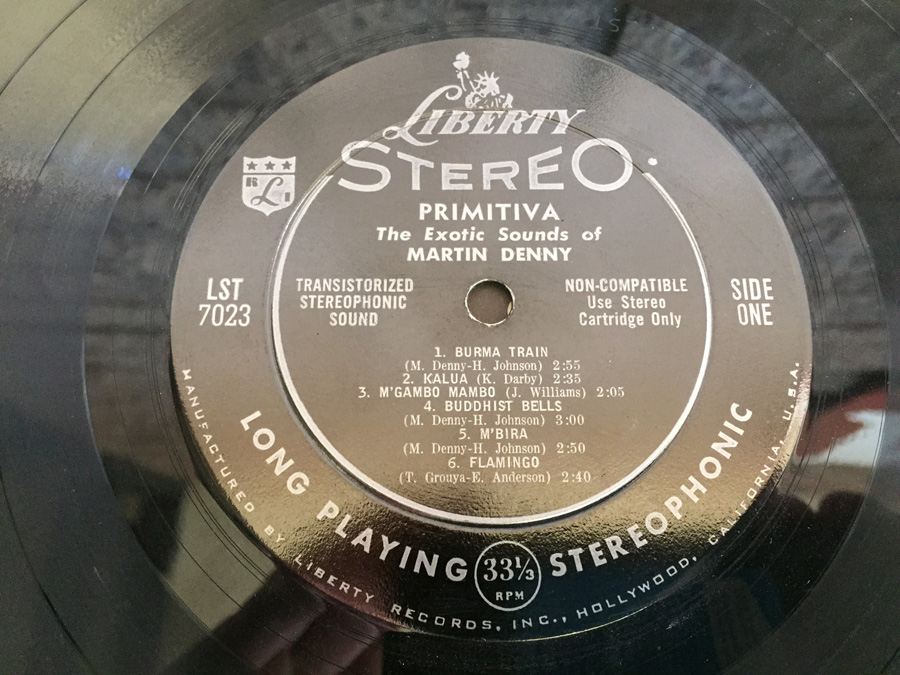 LIBERTY
STEREO
R L I
PRIMITIVA
The Exotic Sounds of
MARTIN DENNY
LST
7023
TRANSISTORIZED
STEREOPHONIC
SOUND
NON-COMPATIBLE
Use Stereo
Cartridge Only
SIDE
ONE
1. BURMA TRAIN
(M. Denny-H. Johnson) 2:55
2. KALUA (K. Darby) 2:35
3. M'GAMBO MAMBO (J. Williams) 2:05
4. BUDDHIST BELLS
(M. Denny-H. Johnson) 3:00
5. M'BIRA
(M. Denny-H. Johnson) 2:50
6. FLAMINGO
(T. Grouya-E. Anderson) 2:40
LONG PLAYING 33⅓ RPM STEREOPHONIC
MANUFACTURED BY LIBERTY RECORDS, INC., HOLLYWOOD, CALIFORNIA, U.S.A.